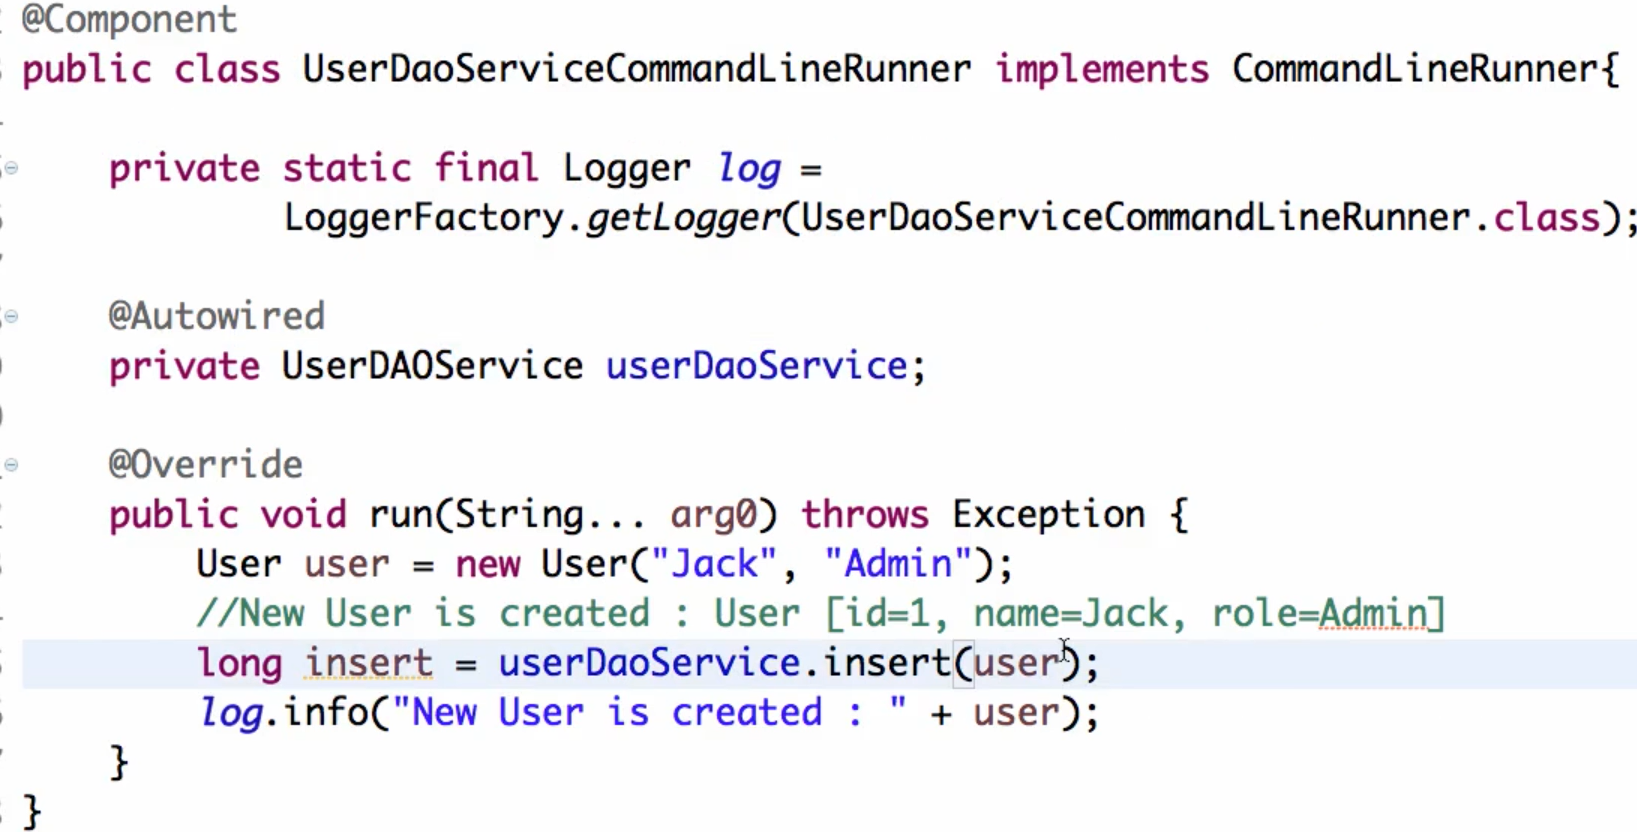 @Component
public class UserDaoServiceCommandLineRunner implements CommandLineRunner{
private static final Logger log =
LoggerFactory.getLogger(UserDaoServiceCommandLineRunner.class);
@Autowired
private UserDAOService userDaoService;
@Override
public void run(String... arg0) throws Exception {
User user = new User("Jack", "Admin");
//New User is created : User [id=1, name=Jack, role=Admin]
long insert = userDaoService.insert(user);
log.info("New User is created : " + user);
}
}